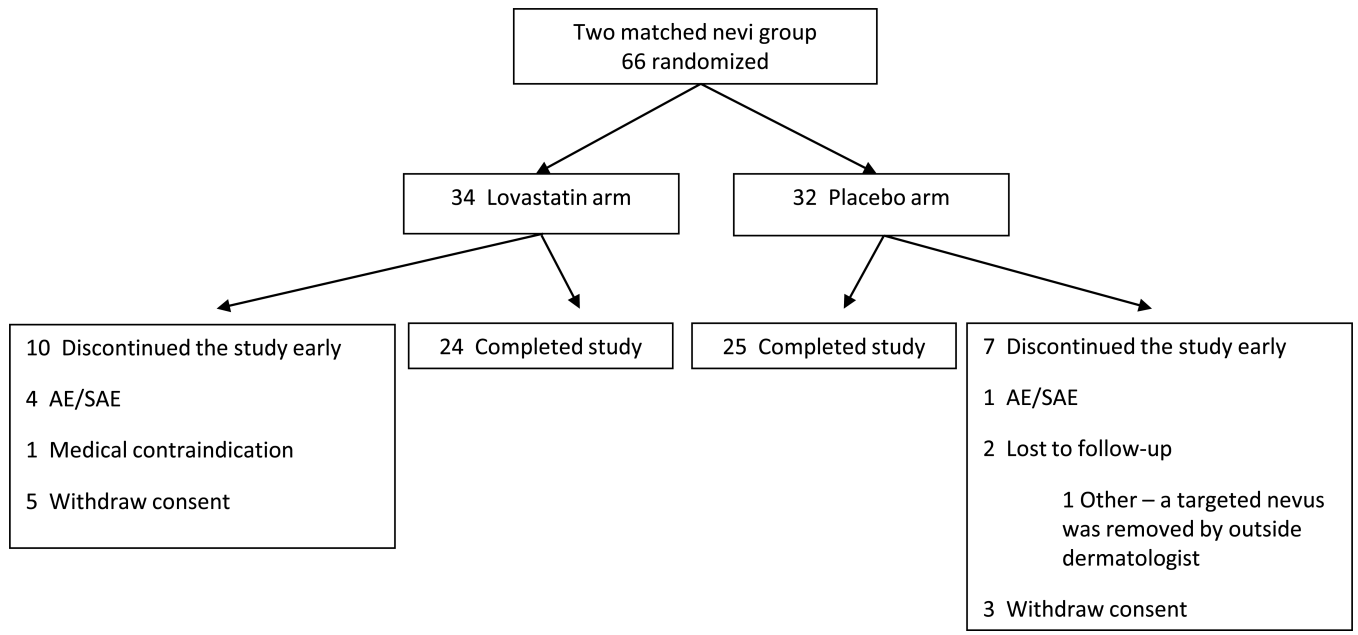 Two matched nevi group
66 randomized
34 Lovastatin arm
32 Placebo arm
10 Discontinued the study early
4 AE/SAE
1 Medical contraindication
5 Withdraw consent
24 Completed study
25 Completed study
7 Discontinued the study early
1 AE/SAE
2 Lost to follow-up
1 Other – a targeted nevus
was removed by outside
dermatologist
3 Withdraw consent